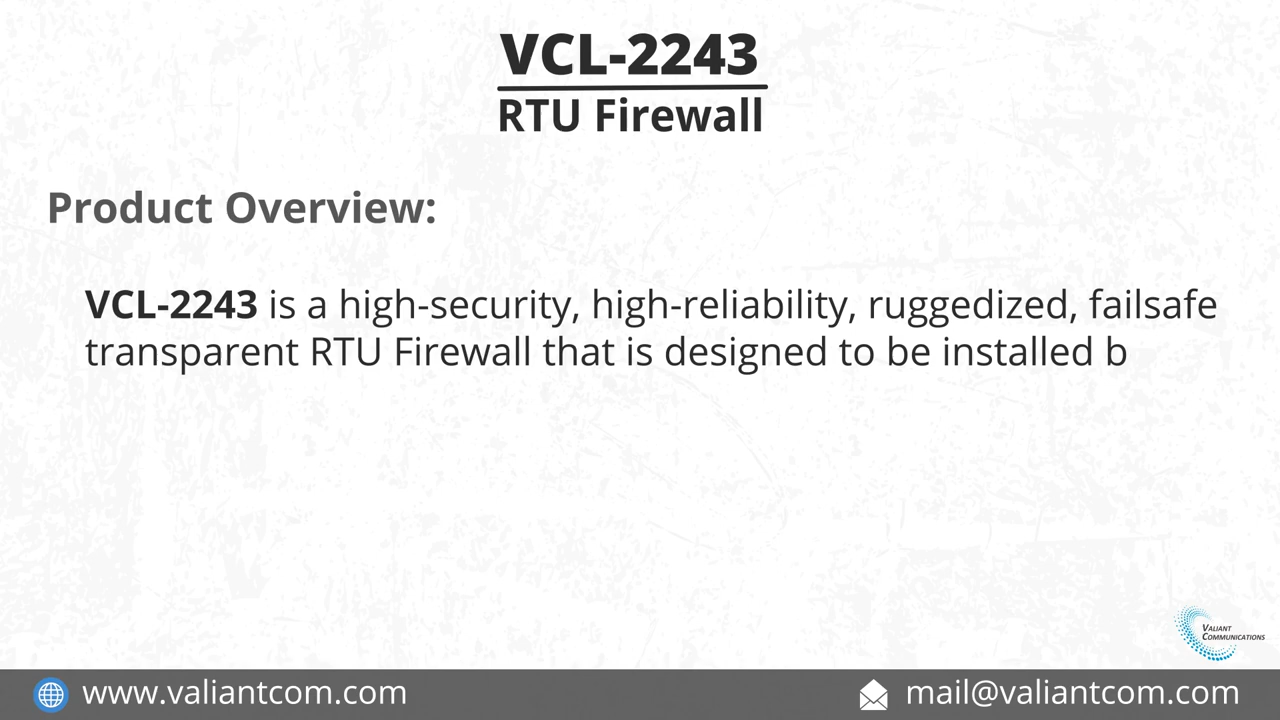 VCL-2243
RTU Firewall
Product Overview:
VCL-2243 is a high-security, high-reliability, ruggedized, failsafe
transparent RTU Firewall that is designed to be installed b
VALIANT
COMMUNICATIONS
www.valiantcom.com
mail@valiantcom.com